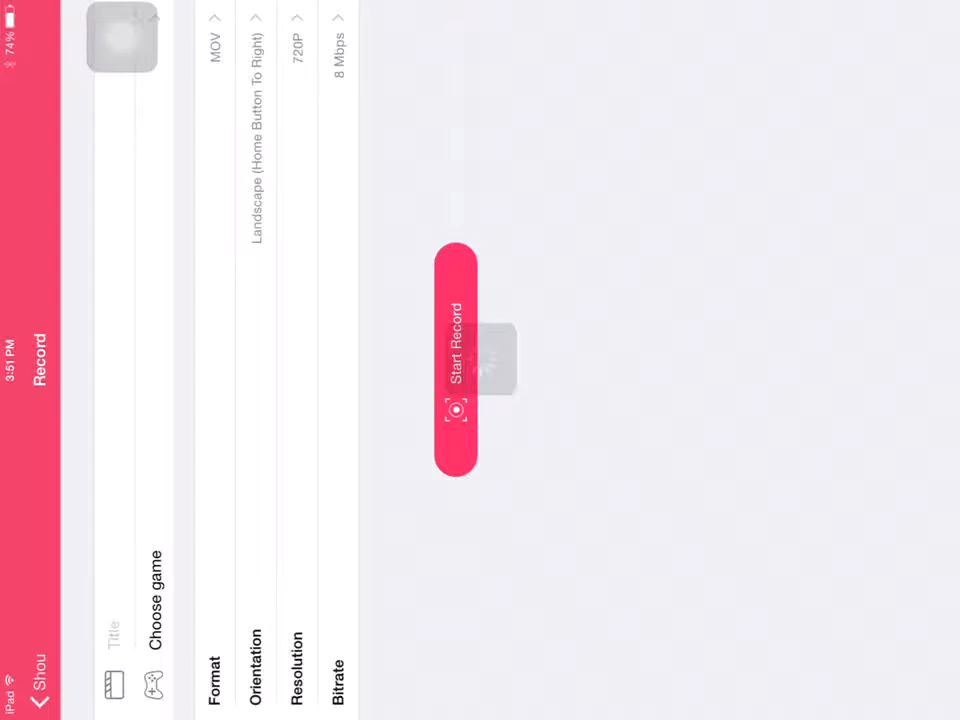 iPad 3:51 PM 74%
Shou Record
Title
Choose game
Format MOV
Orientation Landscape (Home Button To Right)
Resolution 720P
Bitrate 8 Mbps
Start Record